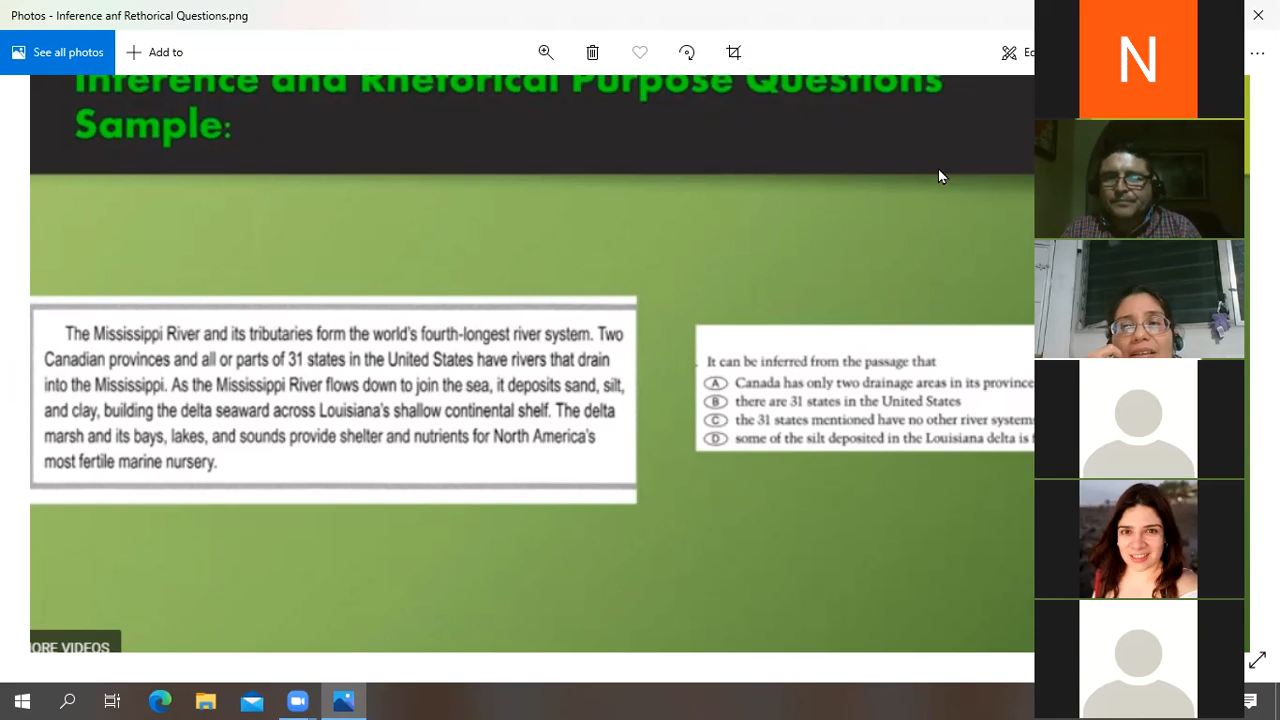 Photos - Inference anf Rethorical Questions.png
See all photos
Add to
N
Inference and Rhetorical Purpose Questions
Sample:
The Mississippi River and its tributaries form the world's fourth-longest river system. Two
Canadian provinces and all or parts of 31 states in the United States have rivers that drain
into the Mississippi. As the Mississippi River flows down to join the sea, it deposits sand, silt,
and clay, building the delta seaward across Louisiana's shallow continental shelf. The delta
marsh and its bays, lakes, and sounds provide shelter and nutrients for North America's
most fertile marine nursery.
It can be inferred from the passage that
A Canada has only two drainage areas in its province
B there are 31 states in the United States
C the 31 states mentioned have no other river systems
D some of the silt deposited in the Louisiana delta is
MORE VIDEOS